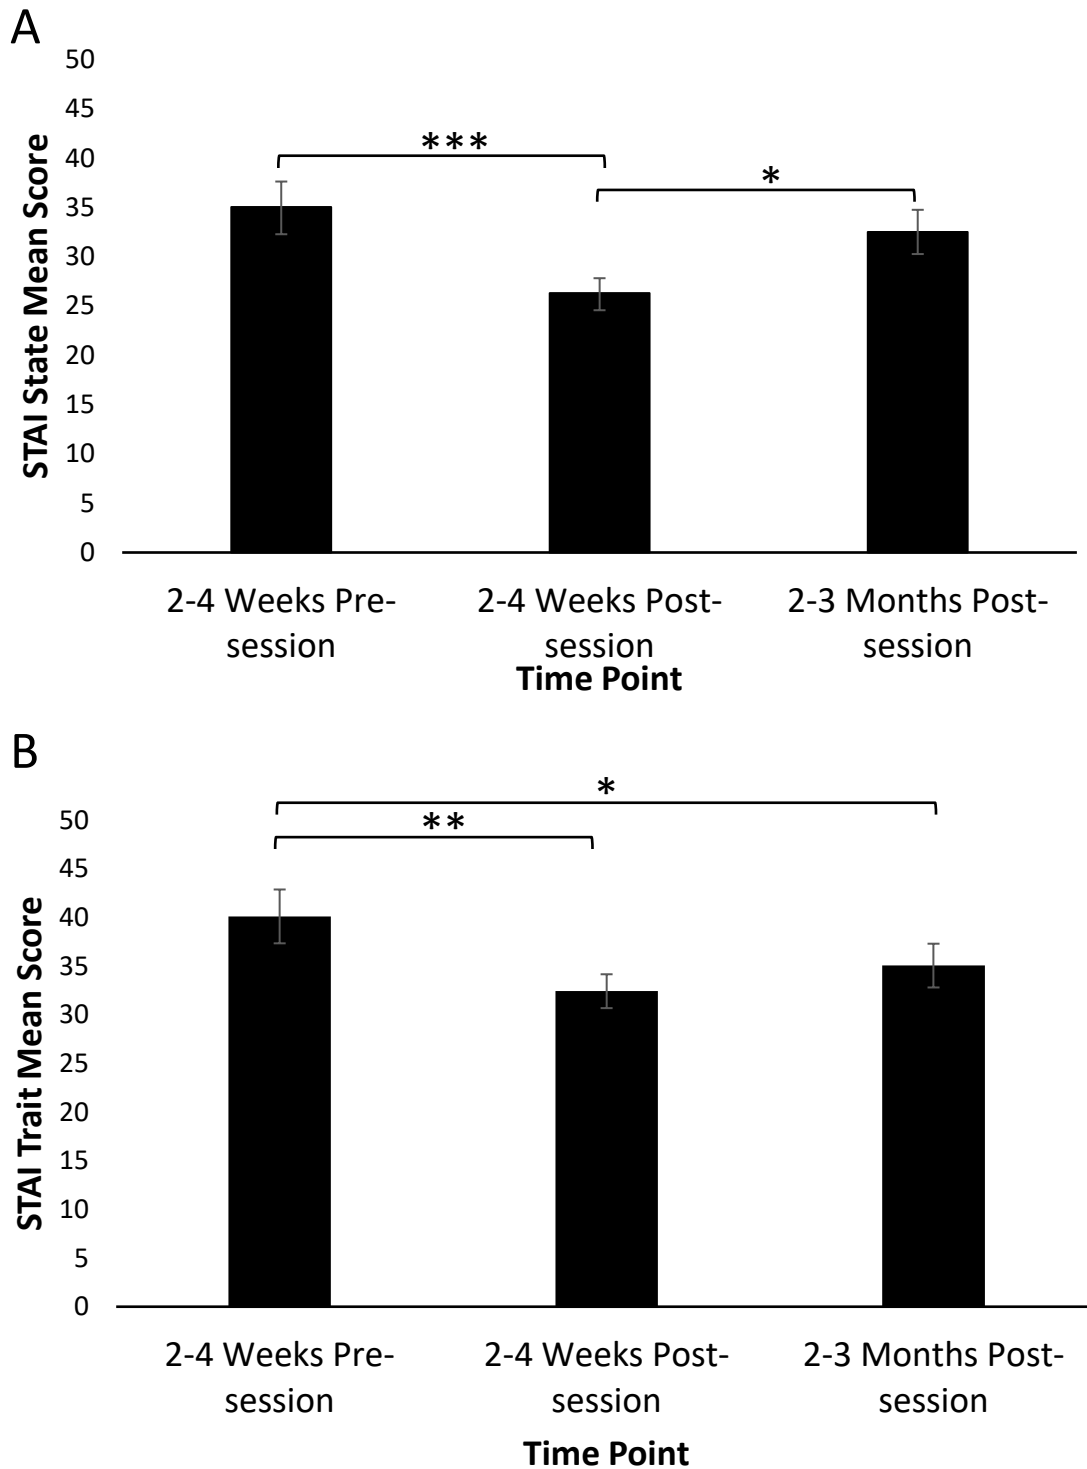 A
50
45
40
35
30
25
20
15
10
5
0
STAI State Mean Score
***
*
2-4 Weeks Pre-
session
2-4 Weeks Post-
session
2-3 Months Post-
session
Time Point
B
50
45
40
35
30
25
20
15
10
5
0
STAI Trait Mean Score
*
**
2-4 Weeks Pre-
session
2-4 Weeks Post-
session
2-3 Months Post-
session
Time Point